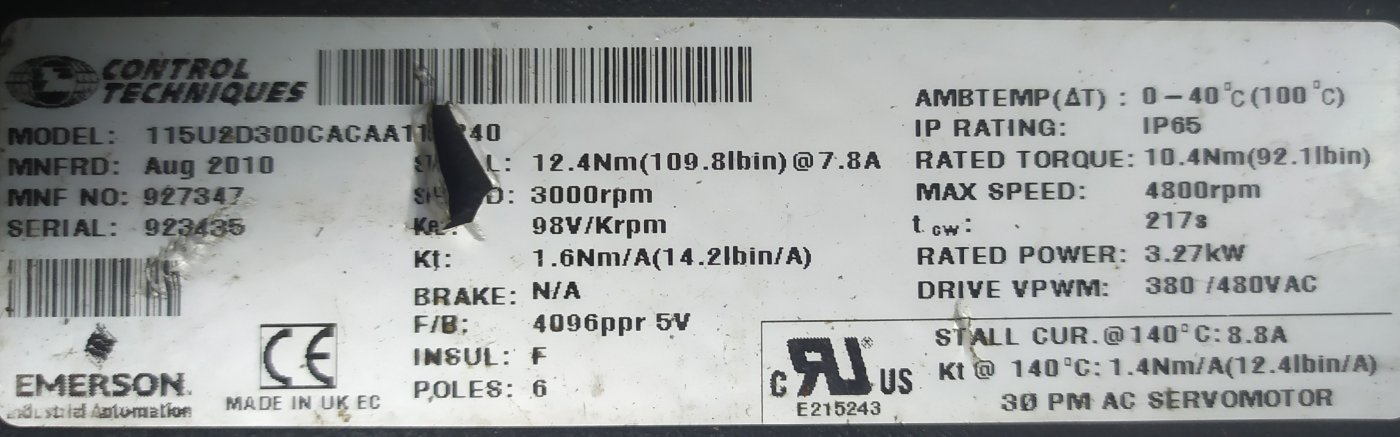 CONTROL
TECHNIQUES
MNFRD: Aug 2010
MNF NO: 927347
SERIAL: 923435
EMERSON
Industrial Automation
CE
MADE IN UK EC
12.4Nm(109.8lbin)@7.8A
3000rpm
98V/Krpm
Kt: 1.6Nm/A(14.2lbin/A)
BRAKE: N/A
F/B: 4096ppr 5V
INSUL: F
POLES: 6
AMBTEMP(ΔT) : 0-40°C(100°C)
IP RATING: IP65
RATED TORQUE: 10.4Nm(92.1lbin)
MAX SPEED: 4800rpm
t cw: 217s
RATED POWER: 3.27kW
DRIVE VPWM: 380 /480VAC
C RU ® US
E215243
STALL CUR.@140°C:8.8A
Kt@ 140°C: 1.4Nm/A(12.4lbin/A)
3Ø PM AC SERVOMOTOR
MODEL: